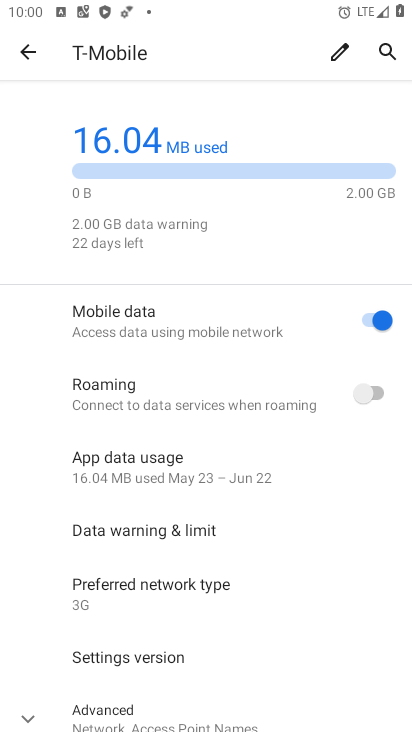 10:00 LTE
T-Mobile
16.04 MB used
0 B 2.00 GB
2.00 GB data warning
22 days left
Mobile data
Access data using mobile network
Roaming
Connect to data services when roaming
App data usage
16.04 MB used May 23 – Jun 22
Data warning & limit
Preferred network type
3G
Settings version
Advanced
Network, Access Point Names